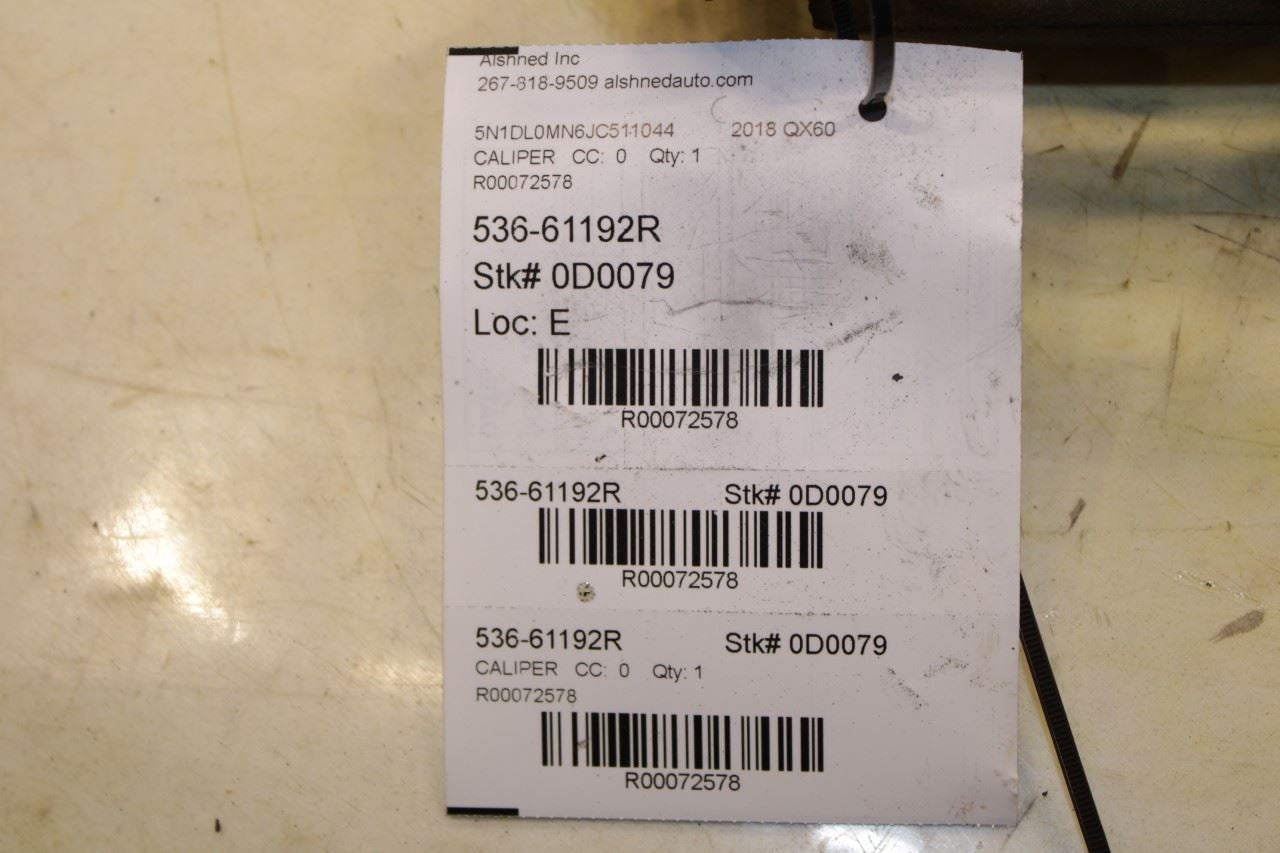 Alshned Inc
267-818-9509 alshnedauto.com
5N1DL0MN6JC511044 2018 QX60
CALIPER CC: 0 Qty: 1
R00072578
536-61192R
Stk# 0D0079
Loc: E
R00072578
536-61192R Stk# 0D0079
R00072578
536-61192R Stk# 0D0079
CALIPER CC: 0 Qty: 1
R00072578
R00072578